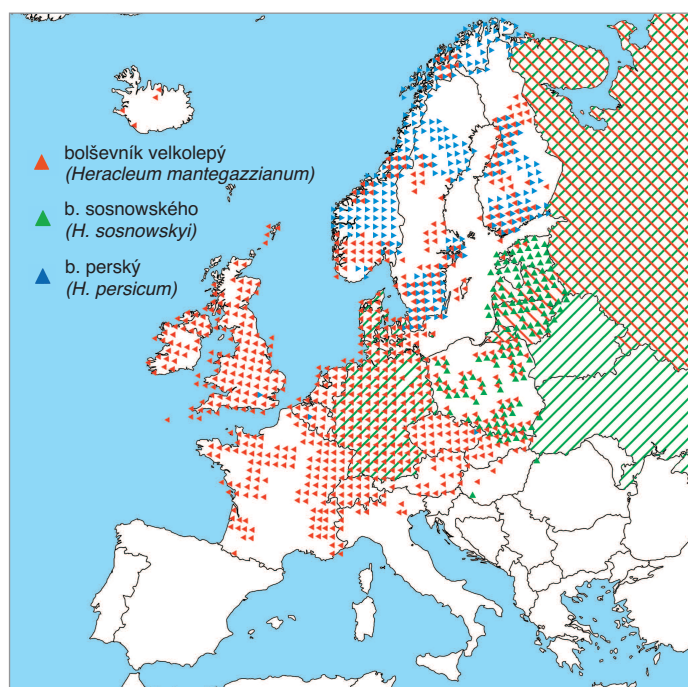 bolševník velkolepý
(Heracleum mantegazzianum)
b. sosnowského
(H. sosnowskyi)
b. perský
(H. persicum)